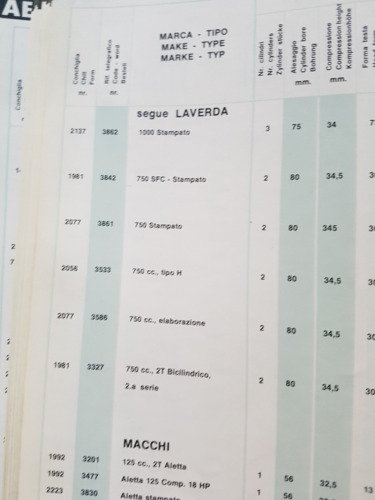 AE
MARCA - TIPO
MAKE - TYPE
MARKE - TYP
Conchiglia
Conchiglia
Chill
Form
nr.
Rif. telegrafico
Code - word
Bestell
nr.
Nr. cilindri
Nr. cylinders
Zylinder stücke
Alesaggio
Cylinder bore
Bohrung
mm.
Compressione
Compression height
Kompressionhöhe
mm.
Forma testa
segue LAVERDA
2137 3862 1000 Stampato 3 75 34
1981 3842 750 SFC - Stampato 2 80 34,5
2077 3861 750 Stampato 2 80 345
2056 3533 750 cc., tipo H 2 80 34,5
2077 3586 750 cc., elaborazione 2 80 34,5
1981 3327 750 cc., 2T Bicilindrico, 2 80 34,5
2.a serie
MACCHI
1992 3201 125 cc., 2T Aletta
1992 3477 Aletta 125 Comp. 18 HP 1 56 32,5
2223 3830 Aletta stampato 1 56